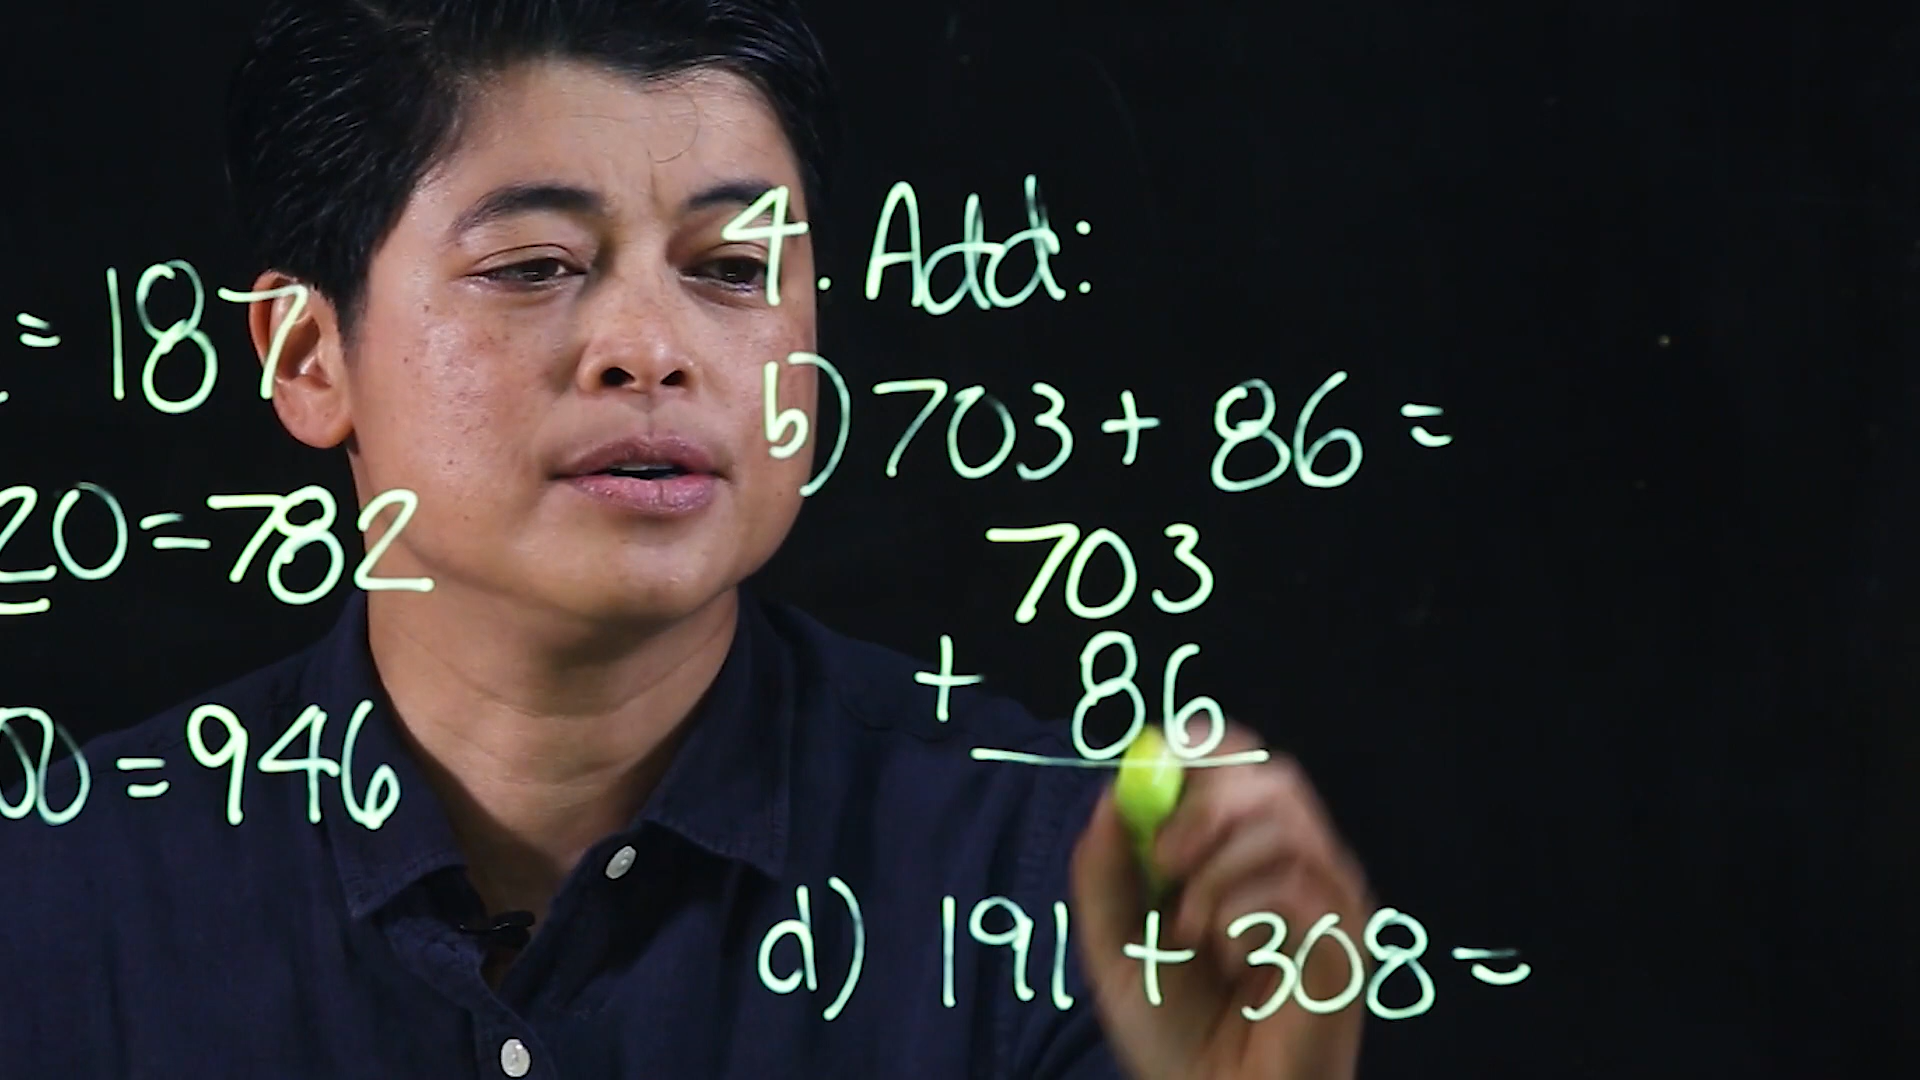 = 187
20 = 782
00 = 946
4. Add:
b) 703 + 86 =
703
+ 86
d) 191 + 308 =